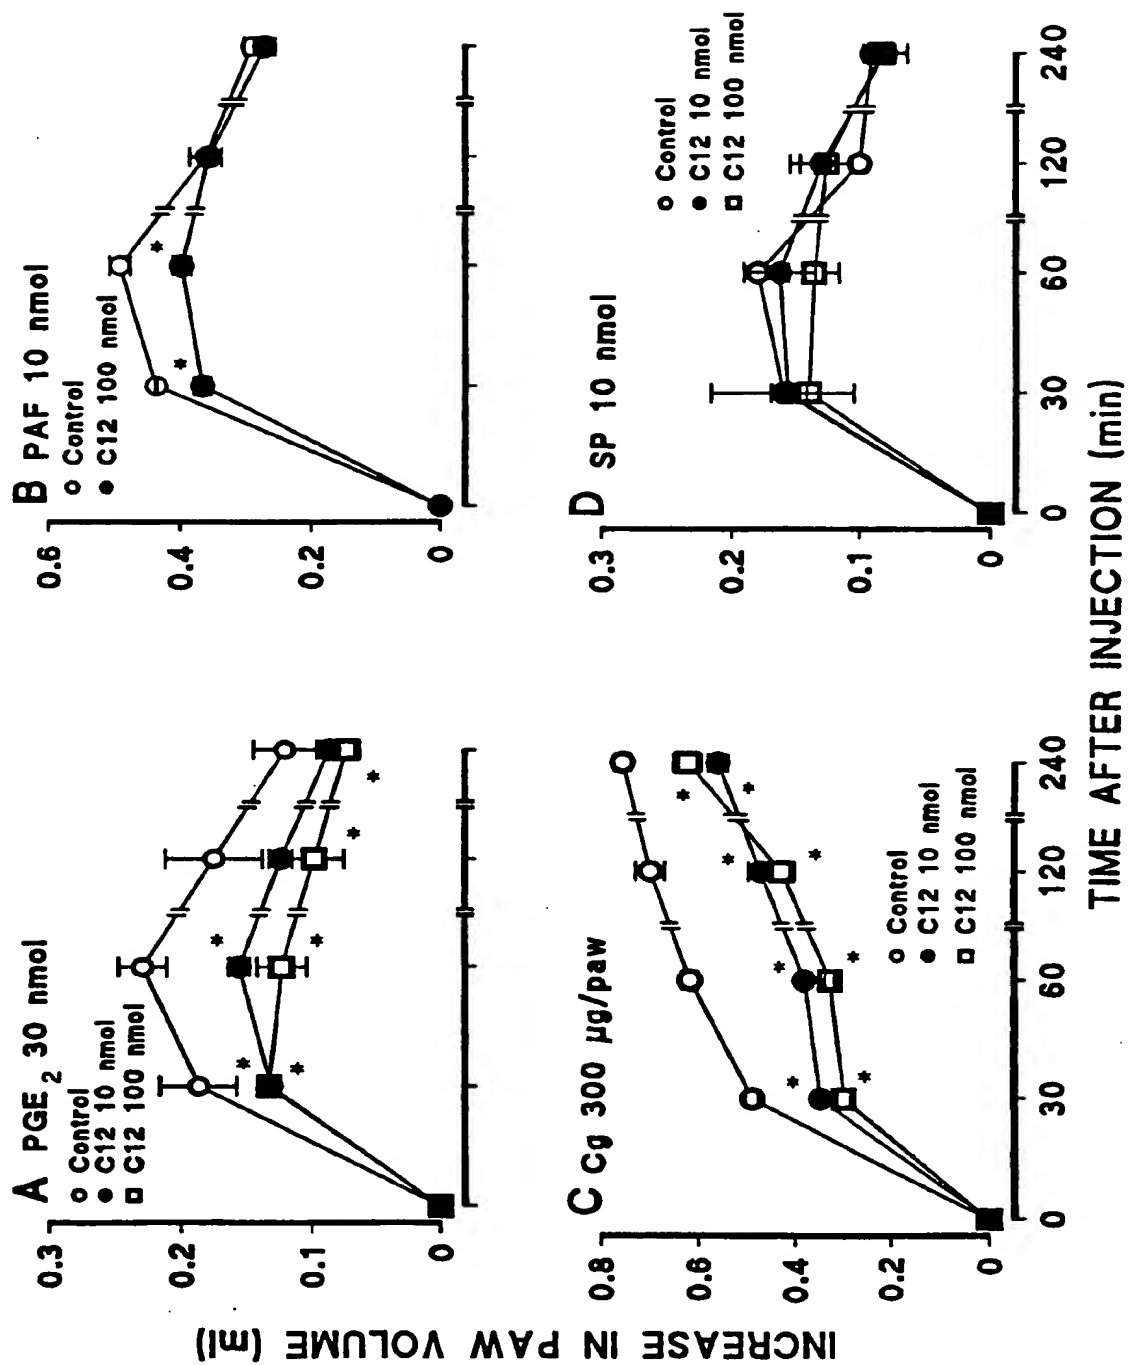 INCREASE IN PAW VOLUME (ml)
A PGE2 30 nmol
Control
C12 10 nmol
C12 100 nmol
0.3
0.2
0.1
0
*
*
*
*
*
*
B PAF 10 nmol
Control
C12 100 nmol
0.6
0.4
0.2
0
*
*
C Cg 300 µg/paw
0.8
0.6
0.4
0.2
0
*
*
*
*
*
*
*
*
Control
C12 10 nmol
C12 100 nmol
0 30 60 120 240
D SP 10 nmol
Control
C12 10 nmol
C12 100 nmol
0.3
0.2
0.1
0
0 30 60 120 240
TIME AFTER INJECTION (min)